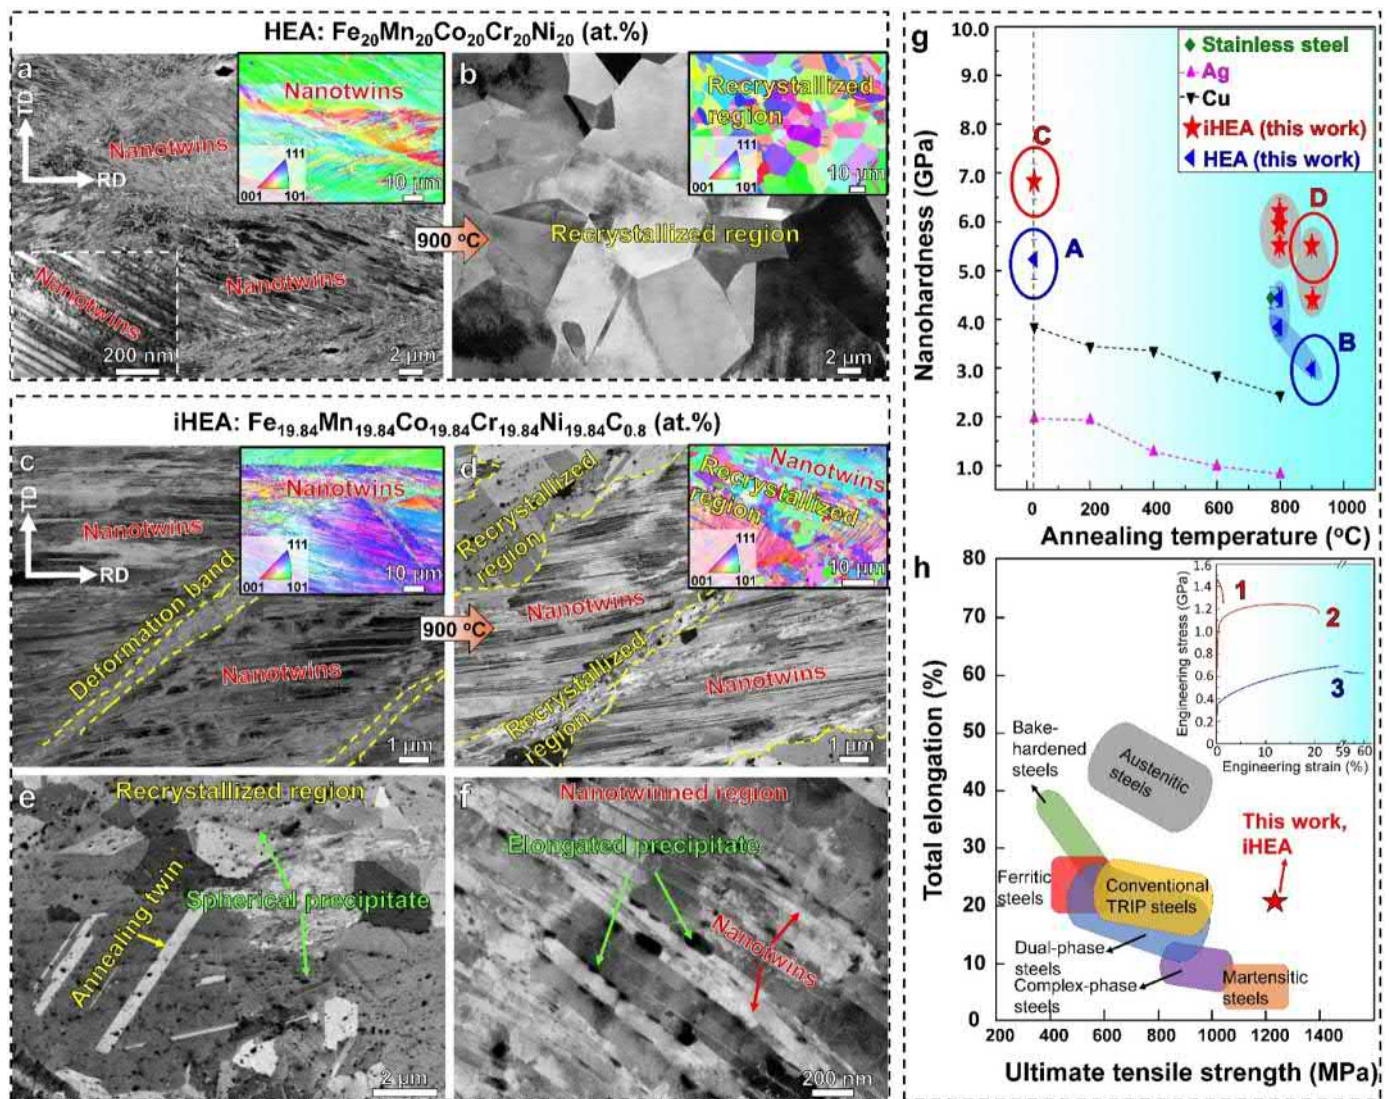 HEA: Fe₂₀Mn₂₀Co₂₀Cr₂₀Ni₂₀ (at.%)
a
TD
RD
Nanotwins
Nanotwins
111
001 101
10 µm
Nanotwins
Nanotwins
200 nm
2 µm
900 °C
b
Recrystallized
region
111
001 101
10 µm
Recrystallized region
2 µm
iHEA: Fe₁₉.₈₄Mn₁₉.₈₄Co₁₉.₈₄Cr₁₉.₈₄Ni₁₉.₈₄C₀.₈ (at.%)
c
TD
RD
Nanotwins
Nanotwins
111
001 101
10 µm
Deformation band
Nanotwins
1 µm
900 °C
d
Recrystallized
region
Nanotwins
Recrystallized
region
111
001 101
10 µm
Nanotwins
Recrystallized
region
Nanotwins
1 µm
e
Recrystallized region
Annealing twin
Spherical precipitate
2 µm
f
Nanotwinned region
Elongated precipitate
Nanotwins
200 nm
g
Nanohardness (GPa)
10.0
9.0
8.0
7.0
6.0
5.0
4.0
3.0
2.0
1.0
Stainless steel
Ag
Cu
iHEA (this work)
HEA (this work)
C
A
D
B
0 200 400 600 800 1000
Annealing temperature (°C)
h
Total elongation (%)
80
70
60
50
40
30
20
10
0
Engineering stress (GPa)
1.6
1.4
1.2
1.0
0.8
0.6
0.4
0.2
0
1
2
3
0 10 20 59 60
Engineering strain (%)
Bake-
hardened
steels
Austenitic
steels
This work,
iHEA
Ferritic
steels
Conventional
TRIP steels
Dual-phase
steels
Complex-phase
steels
Martensitic
steels
200 400 600 800 1000 1200 1400
Ultimate tensile strength (MPa)